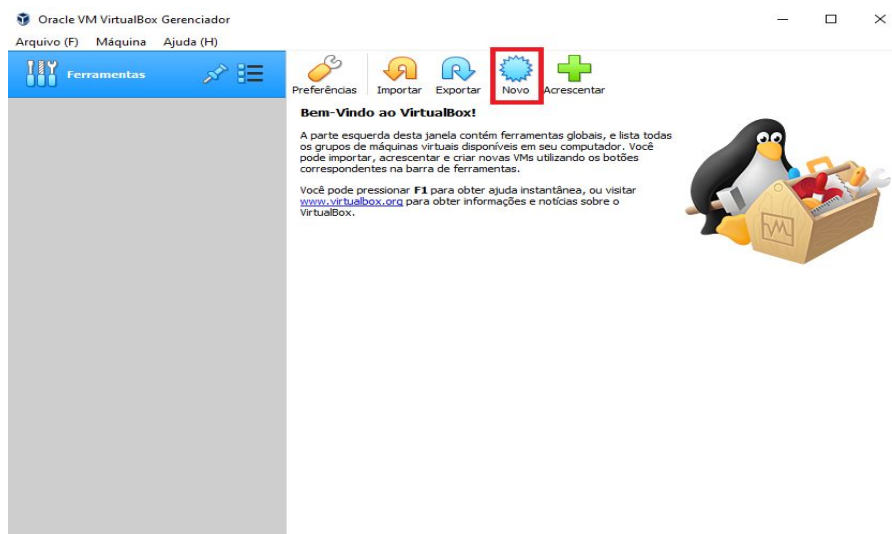 Oracle VM VirtualBox Gerenciador
Arquivo (F) Máquina Ajuda (H)
Ferramentas
Preferências Importar Exportar Novo Acrescentar
Bem-Vindo ao VirtualBox!
A parte esquerda desta janela contém ferramentas globais, e lista todas
os grupos de máquinas virtuais disponíveis em seu computador. Você
pode importar, acrescentar e criar novas VMs utilizando os botões
correspondentes na barra de ferramentas.
Você pode pressionar F1 para obter ajuda instantânea, ou visitar
www.virtualbox.org para obter informações e notícias sobre o
VirtualBox.